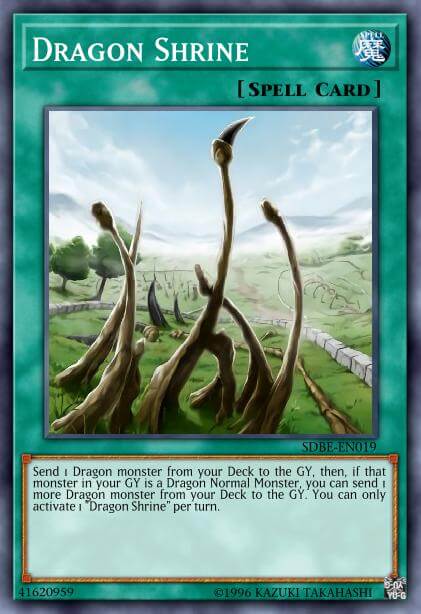 Dragon Shrine
SPELL
魔
[Spell Card]
SDBE-EN019
Send 1 Dragon monster from your Deck to the GY, then, if that
monster in your GY is a Dragon Normal Monster, you can send 1
more Dragon monster from your Deck to the GY. You can only
activate 1 "Dragon Shrine" per turn.
41620959
©1996 KAZUKI TAKAHASHI